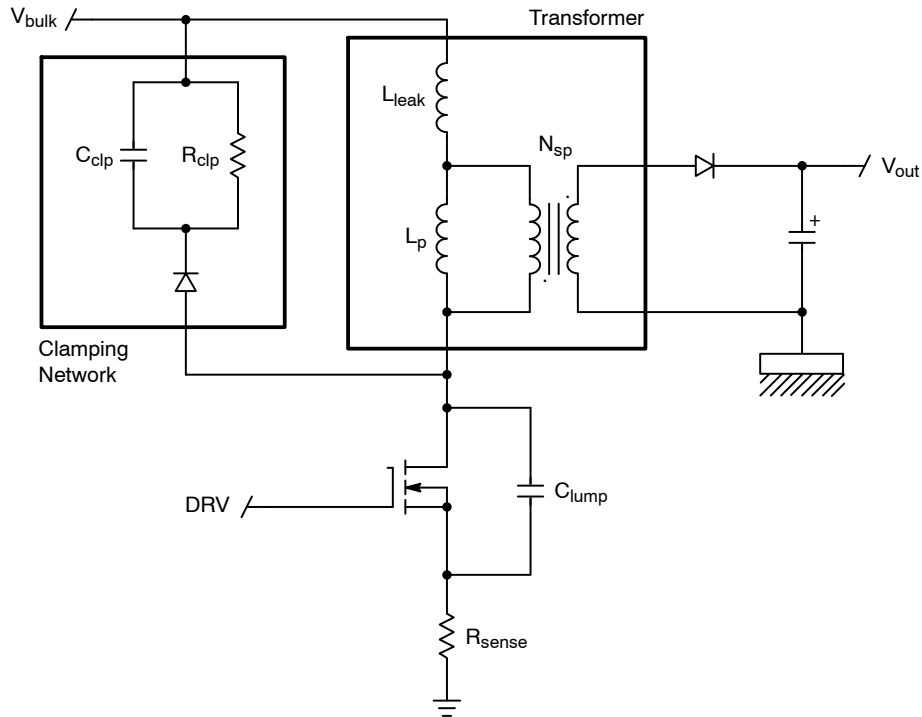 V_bulk
Transformer
L_leak
C_clp
R_clp
N_sp
V_out
L_p
+
Clamping
Network
DRV
C_lump
R_sense